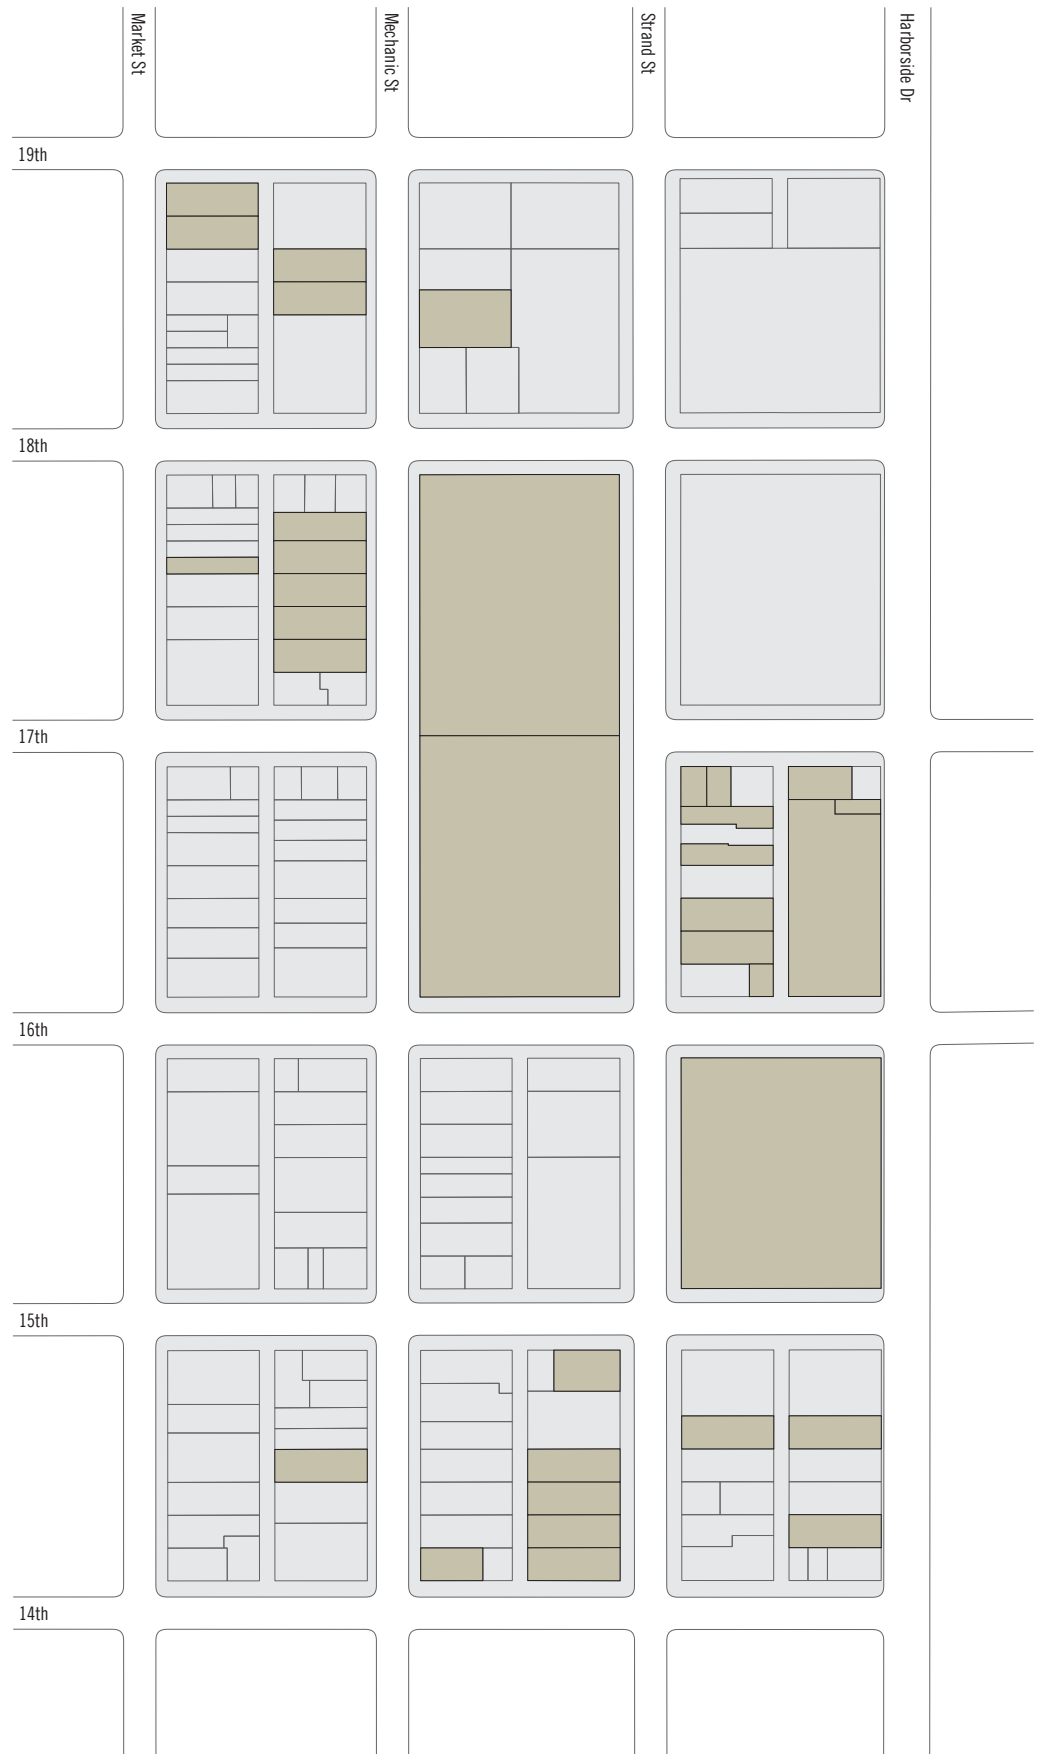 Market St
Mechanic St
Strand St
Harborside Dr
19th
18th
17th
16th
15th
14th